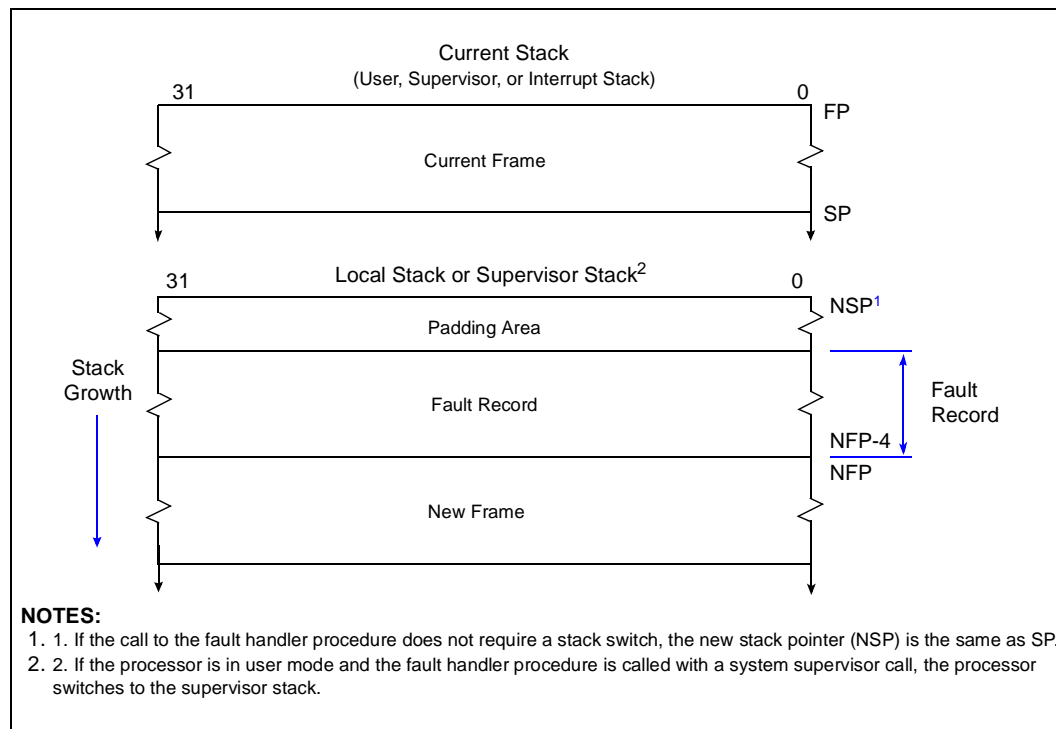 Current Stack
(User, Supervisor, or Interrupt Stack)
31
0
FP
Current Frame
SP
31
Local Stack or Supervisor Stack2
0
NSP1
Padding Area
Stack
Growth
Fault Record
Fault
Record
NFP-4
NFP
New Frame
NOTES:
1. 1. If the call to the fault handler procedure does not require a stack switch, the new stack pointer (NSP) is the same as SP.
2. 2. If the processor is in user mode and the fault handler procedure is called with a system supervisor call, the processor
switches to the supervisor stack.